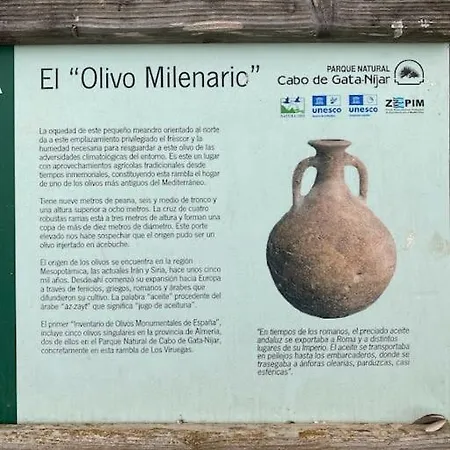 El "Olivo Milenario"
PARQUE NATURAL
Cabo de Gata-Níjar
unesco
unesco
ZEPIM
La oquedad de este pequeño meandro orientado al norte
da a este emplazamiento privilegiado el frescor y la
humedad necesaria para resguardar a este olivo de las
adversidades climatológicas del entorno. Es este un lugar
con aprovechamientos agrícolas tradicionales desde
tiempos inmemoriales, constituyendo esta rambla el hogar
de uno de los olivos más antiguos del Mediterráneo.
Tiene nueve metros de peana, seis y medio de tronco y
una altura superior a ocho metros. La cruz de cuatro
robustas ramas está a tres metros de altura y forman una
copa de más de diez metros de diámetro. Este porte
elevado nos hace sospechar que el origen pudo ser un
olivo injertado en acebuche.
El origen de los olivos se encuentra en la región
Mesopotámica, las actuales Irán y Siria, hace unos cinco
mil años. Desde allí comenzó su expansión hacia Europa
a través de fenicios, griegos, romanos y árabes que
difundieron su cultivo. La palabra "aceite" procedente del
árabe "az-zayt" que significa "jugo de aceituna".
El primer "Inventario de Olivos Monumentales de España",
incluye cinco olivos singulares en la provincia de Almería,
dos de ellos en el Parque Natural de Cabo de Gata-Níjar,
concretamente en esta rambla de Los Viruegas.
"En tiempos de los romanos, el preciado aceite
andaluz se exportaba a Roma y a distintos
lugares de su Imperio. El aceite se transportaba
en pellejos hasta los embarcaderos, donde se
trasegaba a ánforas olearias, parduzcas, casi
esféricas".